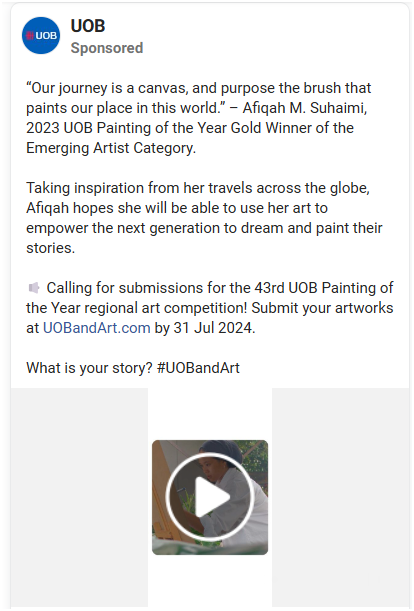 UOB
UOB
Sponsored
“Our journey is a canvas, and purpose the brush that
paints our place in this world.” – Afiqah M. Suhaimi,
2023 UOB Painting of the Year Gold Winner of the
Emerging Artist Category.
Taking inspiration from her travels across the globe,
Afiqah hopes she will be able to use her art to
empower the next generation to dream and paint their
stories.
Calling for submissions for the 43rd UOB Painting of
the Year regional art competition! Submit your artworks
at UOBandArt.com by 31 Jul 2024.
What is your story? #UOBandArt